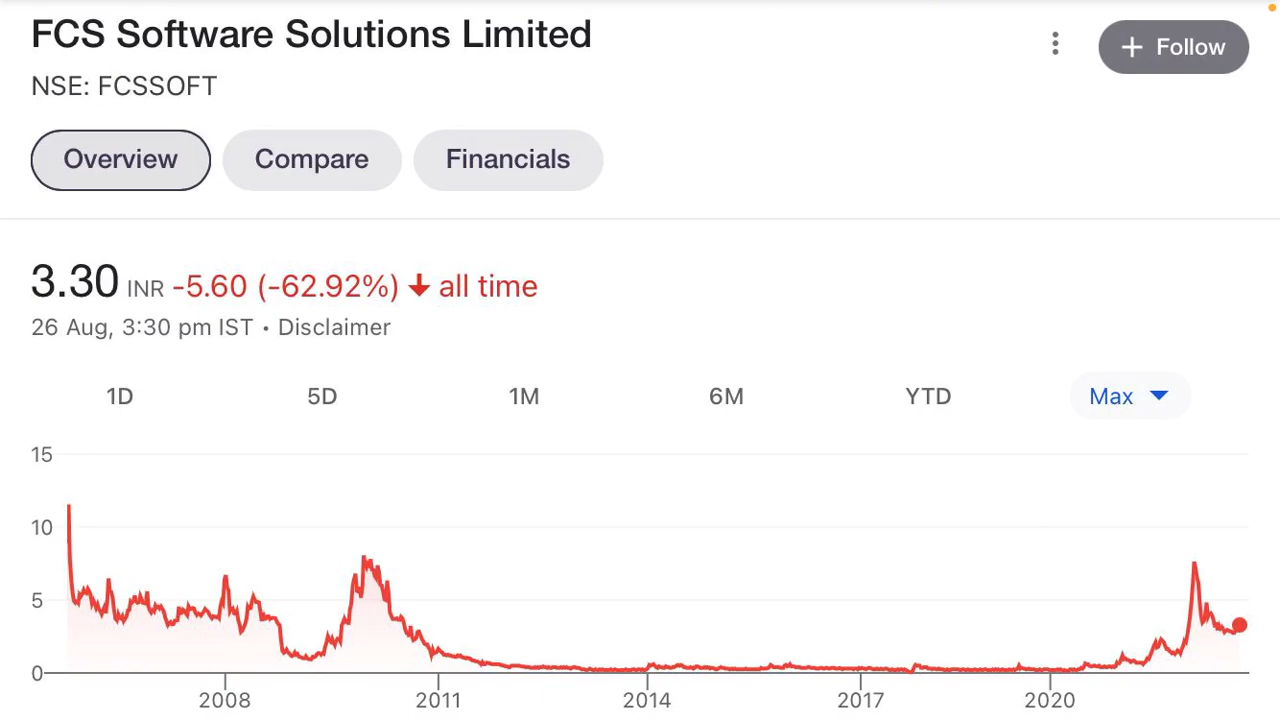 FCS Software Solutions Limited
+ Follow
NSE: FCSSOFT
Overview
Compare
Financials
3.30 INR -5.60 (-62.92%) ↓ all time
26 Aug, 3:30 pm IST • Disclaimer
1D
5D
1M
6M
YTD
Max
15
10
5
0
2008
2011
2014
2017
2020